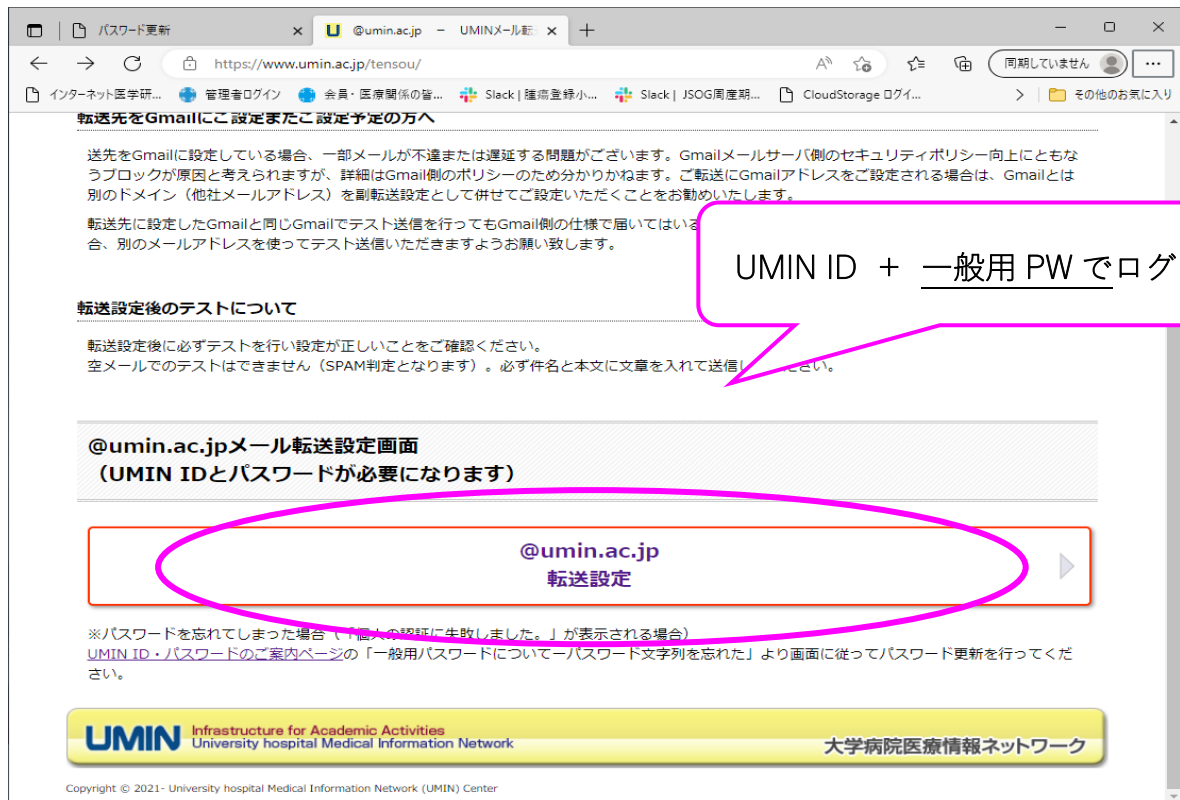 パスワード更新
@umin.ac.jp － UMINメール転
https://www.umin.ac.jp/tensou/
同期していません
インターネット医学研...
管理者ログイン
会員・医療関係の皆...
Slack | 腫瘍登録小...
Slack | JSOG周産期...
CloudStorage ログイ...
その他のお気に入り
転送先をGmailにご設定またご設定予定の方へ
送先をGmailに設定している場合、一部メールが不達または遅延する問題がございます。Gmailメールサーバ側のセキュリティポリシー向上にともな
うブロックが原因と考えられますが、詳細はGmail側のポリシーのため分かりかねます。ご転送にGmailアドレスをご設定される場合は、Gmailとは
別のドメイン（他社メールアドレス）を副転送設定として併せてご設定いただくことをお勧めいたします。
転送先に設定したGmailと同じGmailでテスト送信を行ってもGmail側の仕様で届いてはいる
合、別のメールアドレスを使ってテスト送信いただきますようお願い致します。
UMIN ID + 一般用 PW でログ
転送設定後のテストについて
転送設定後に必ずテストを行い設定が正しいことをご確認ください。
空メールでのテストはできません（SPAM判定となります）。必ず件名と本文に文章を入れて送信し ください。
@umin.ac.jpメール転送設定画面
（UMIN IDとパスワードが必要になります）
@umin.ac.jp
転送設定
※パスワードを忘れてしまった場合（「個人の認証に失敗しました。」が表示される場合）
UMIN ID・パスワードのご案内ページの「一般用パスワードについてーパスワード文字列を忘れた」より画面に従ってパスワード更新を行ってくだ
さい。
UMIN Infrastructure for Academic Activities
University hospital Medical Information Network
大学病院医療情報ネットワーク
Copyright © 2021- University hospital Medical Information Network (UMIN) Center